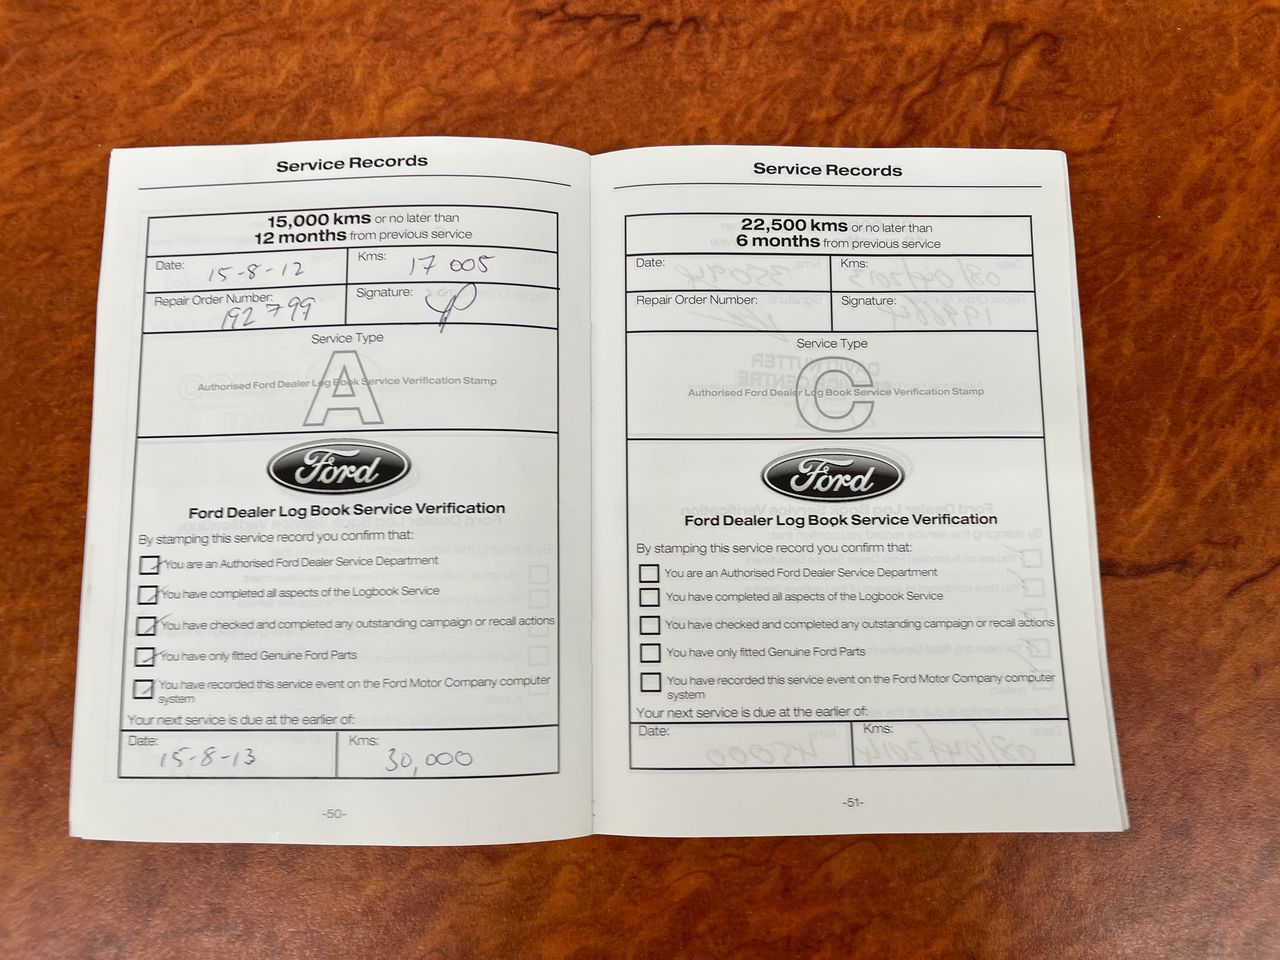 Service Records
15,000 kms or no later than
12 months from previous service
Date: 15-8-12
Kms: 17 005
Repair Order Number: 192799
Signature:
Service Type
A
Authorised Ford Dealer Log Book Service Verification Stamp
Ford
Ford Dealer Log Book Service Verification
By stamping this service record you confirm that:
You are an Authorised Ford Dealer Service Department
You have completed all aspects of the Logbook Service
You have checked and completed any outstanding campaign or recall actions
You have only fitted Genuine Ford Parts
You have recorded this service event on the Ford Motor Company computer
system
Your next service is due at the earlier of:
Date: 15-8-13
Kms: 30,000
-50-
Service Records
22,500 kms or no later than
6 months from previous service
Date:
Kms:
Repair Order Number:
Signature:
Service Type
C
Authorised Ford Dealer Log Book Service Verification Stamp
Ford
Ford Dealer Log Book Service Verification
By stamping this service record you confirm that:
You are an Authorised Ford Dealer Service Department
You have completed all aspects of the Logbook Service
You have checked and completed any outstanding campaign or recall actions
You have only fitted Genuine Ford Parts
You have recorded this service event on the Ford Motor Company computer
system
Your next service is due at the earlier of:
Date:
Kms:
-51-